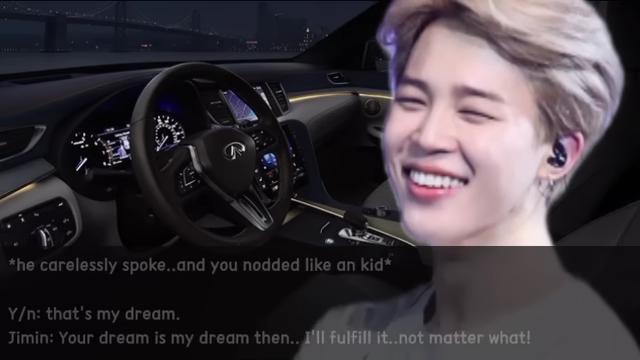 *he carelessly spoke..and you nodded like an kid*
Y/n: that's my dream.
Jimin: Your dream is my dream then.. I'll fulfill it..not matter what!